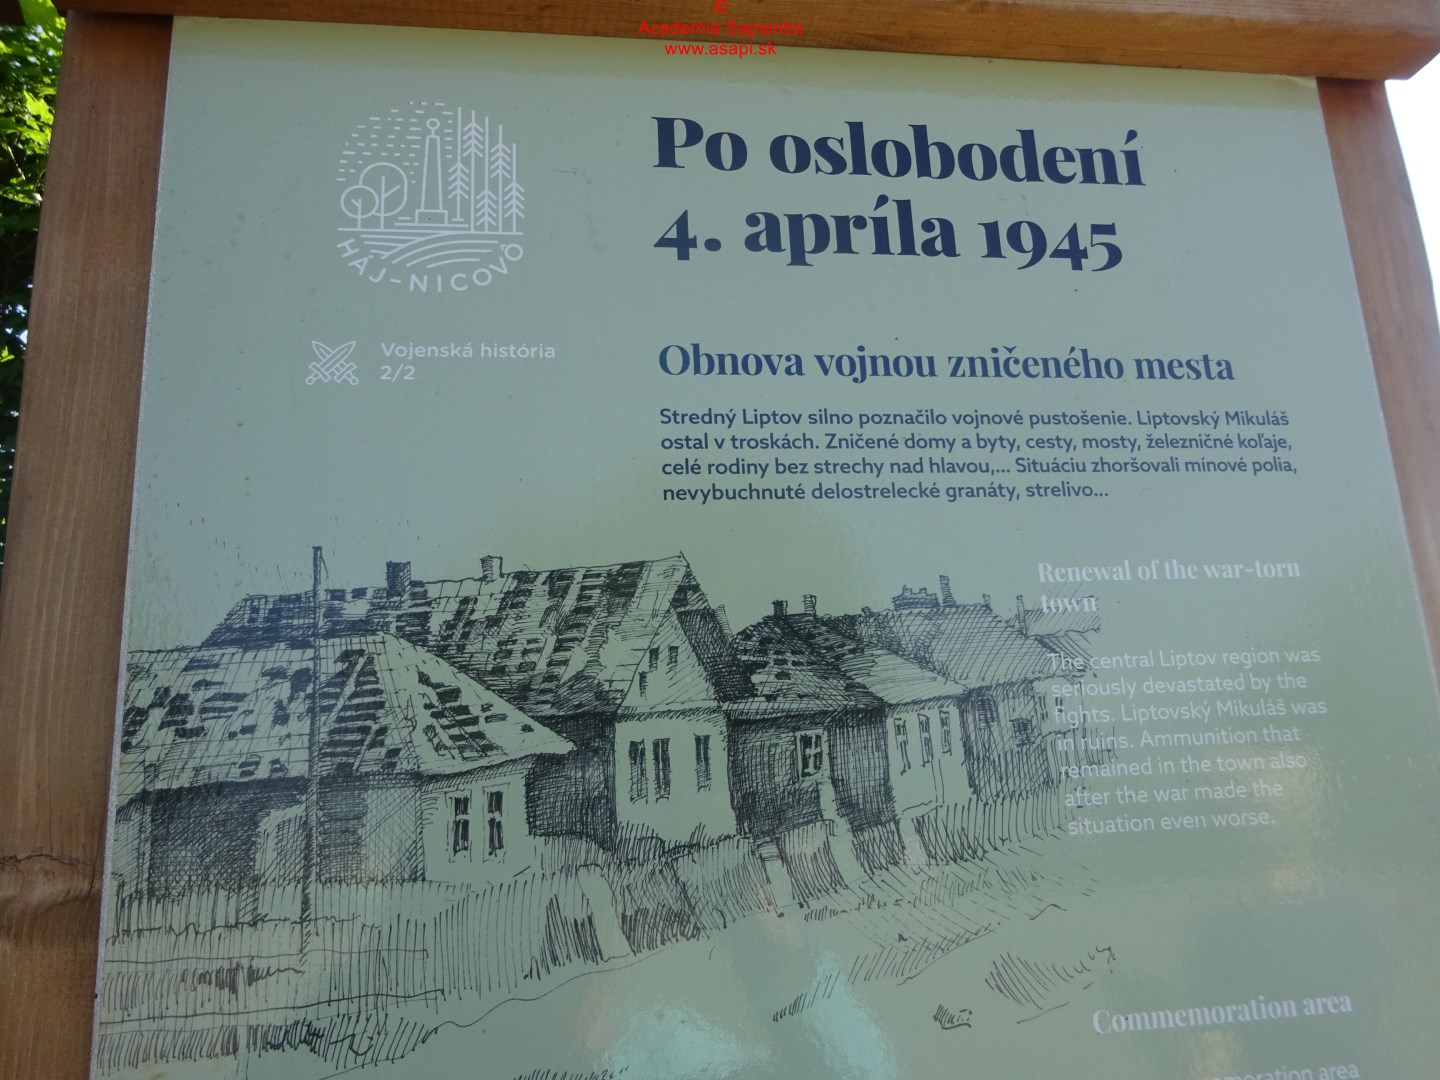 ©
Academia Sapientia
www.asapi.sk
HÁJ-NICOVÔ
Po oslobodení
4. apríla 1945
Vojenská história
2/2
Obnova vojnou zničeného mesta
Stredný Liptov silno poznačilo vojnové pustošenie. Liptovský Mikuláš
ostal v troskách. Zničené domy a byty, cesty, mosty, železničné koľaje,
celé rodiny bez strechy nad hlavou,... Situáciu zhoršovali mínové polia,
nevybuchnuté delostrelecké granáty, strelivo...
Renewal of the war-torn
town
The central Liptov region was
seriously devastated by the
fights. Liptovský Mikuláš was
in ruins. Ammunition that
remained in the town also
after the war made the
situation even worse.
Commemoration area
area